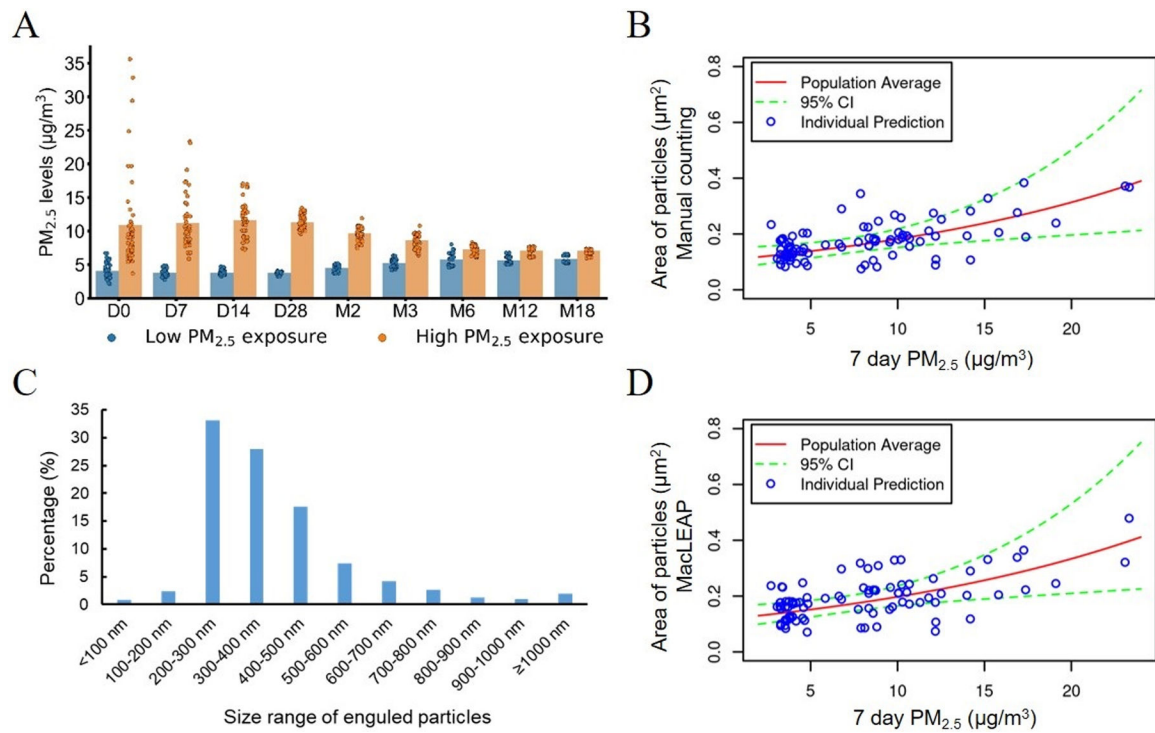 A
PM2.5 levels (µg/m³)
35
30
25
20
15
10
5
0
D0 D7 D14 D28 M2 M3 M6 M12 M18
Low PM2.5 exposure High PM2.5 exposure
B
Area of particles (µm²)
Manual counting
0.8
0.6
0.4
0.2
0.0
Population Average
95% CI
Individual Prediction
5 10 15 20
7 day PM2.5 (µg/m³)
C
Percentage (%)
35
30
25
20
15
10
5
0
<100 nm
100-200 nm
200-300 nm
300-400 nm
400-500 nm
500-600 nm
600-700 nm
700-800 nm
800-900 nm
900-1000 nm
≥1000 nm
Size range of enguled particles
D
Area of particles (µm²)
MacLEAP
0.8
0.6
0.4
0.2
0.0
Population Average
95% CI
Individual Prediction
5 10 15 20
7 day PM2.5 (µg/m³)